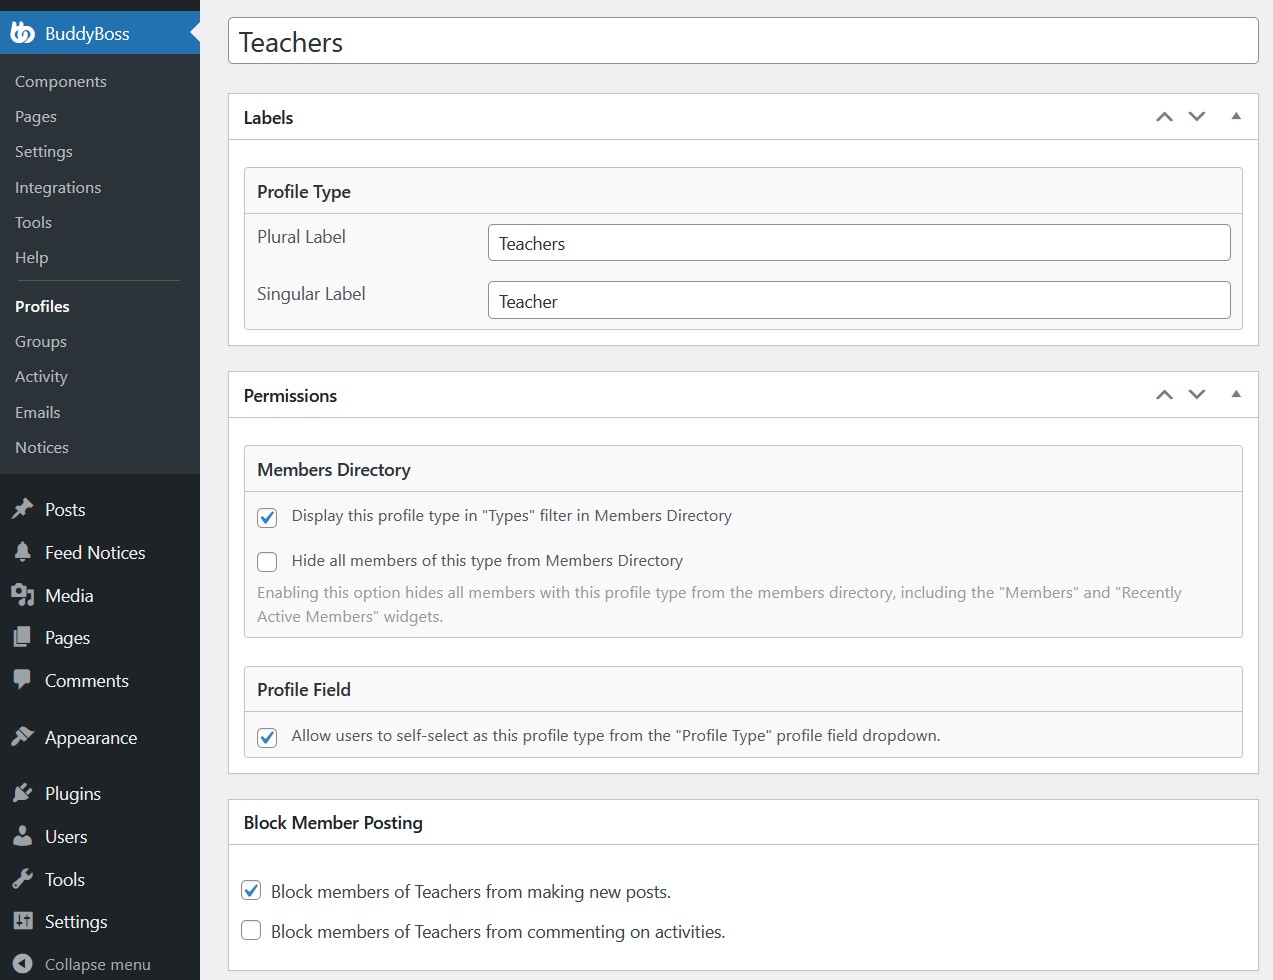 BuddyBoss
Components
Pages
Settings
Integrations
Tools
Help
Profiles
Groups
Activity
Emails
Notices
Posts
Feed Notices
Media
Pages
Comments
Appearance
Plugins
Users
Tools
Settings
Collapse menu
Teachers
Labels
Profile Type
Plural Label
Teachers
Singular Label
Teacher
Permissions
Members Directory
Display this profile type in "Types" filter in Members Directory
Hide all members of this type from Members Directory
Enabling this option hides all members with this profile type from the members directory, including the "Members" and "Recently
Active Members" widgets.
Profile Field
Allow users to self-select as this profile type from the "Profile Type" profile field dropdown.
Block Member Posting
Block members of Teachers from making new posts.
Block members of Teachers from commenting on activities.